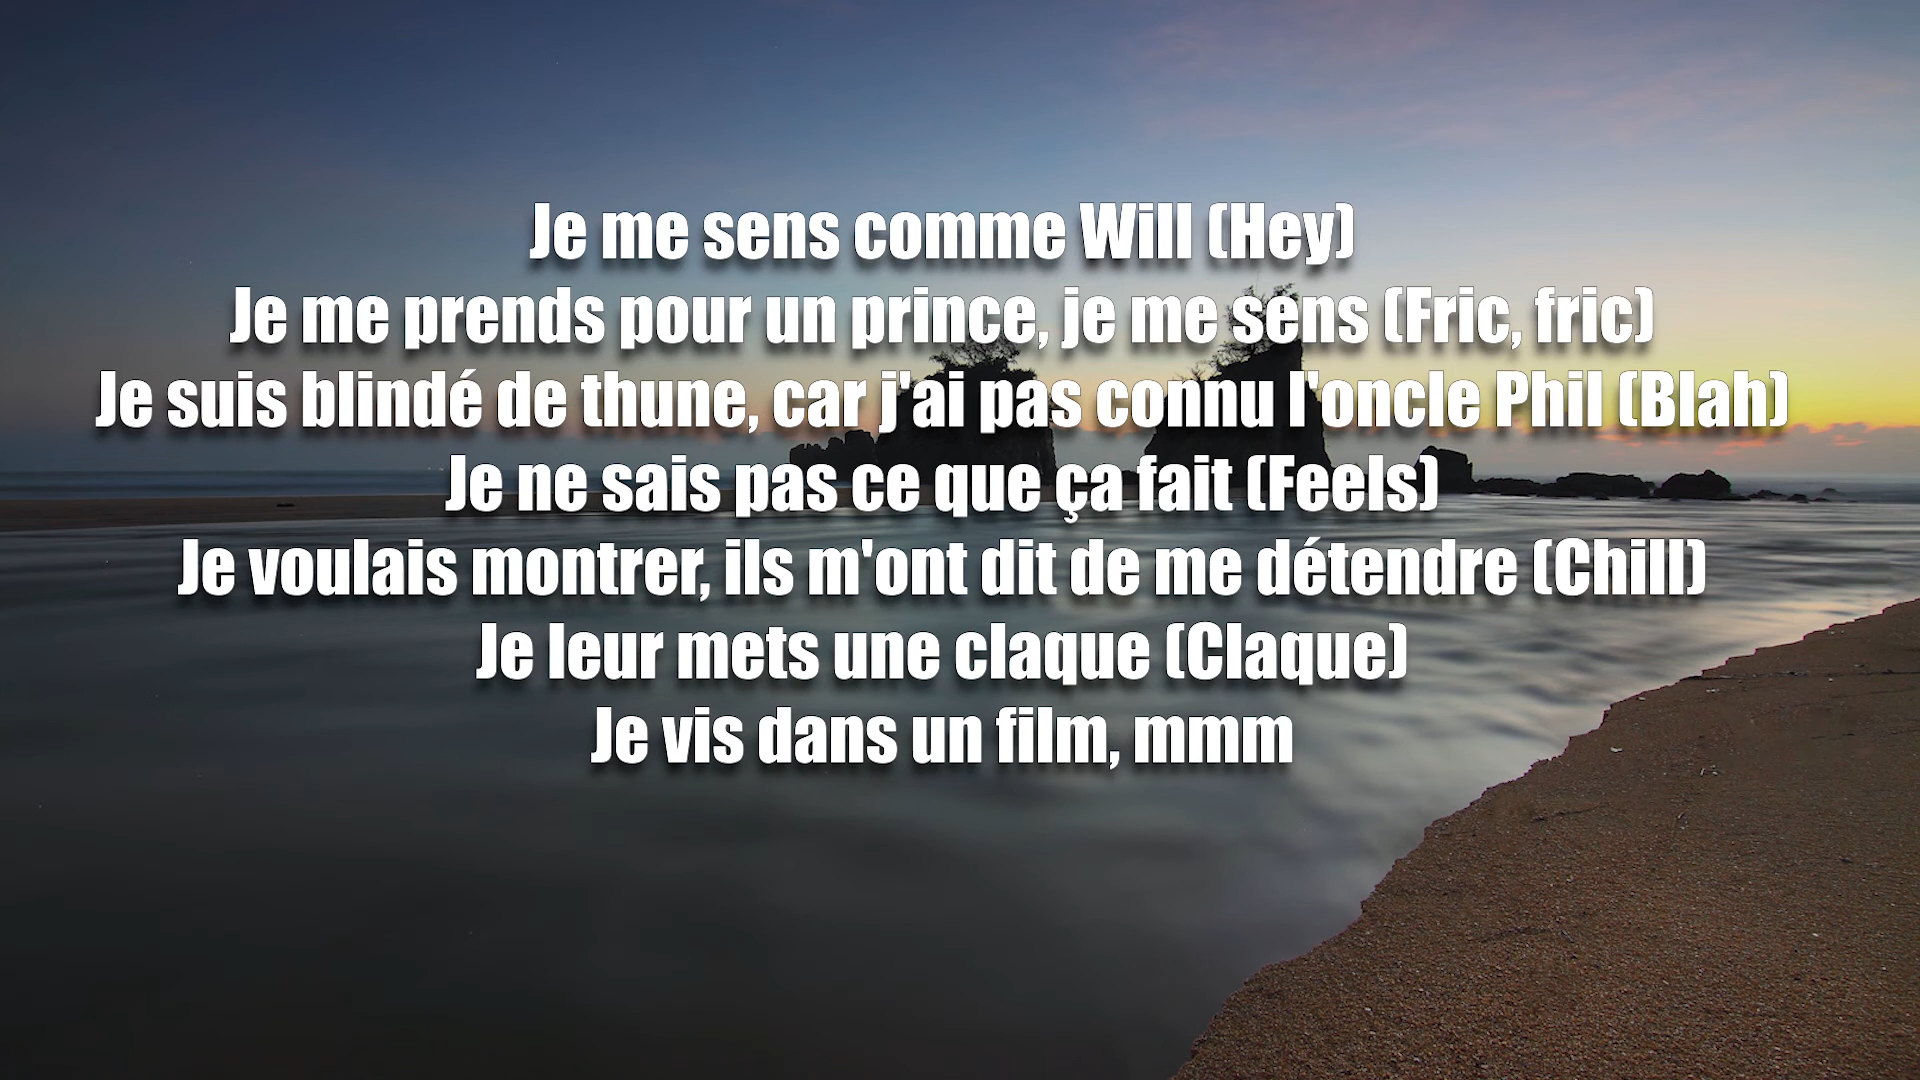 Je me sens comme Will (Hey)
Je me prends pour un prince, je me sens (Fric, fric)
Je suis blindé de thune, car j'ai pas connu l'oncle Phil (Blah)
Je ne sais pas ce que ça fait (Feels)
Je voulais montrer, ils m'ont dit de me détendre (Chill)
Je leur mets une claque (Claque)
Je vis dans un film, mmm